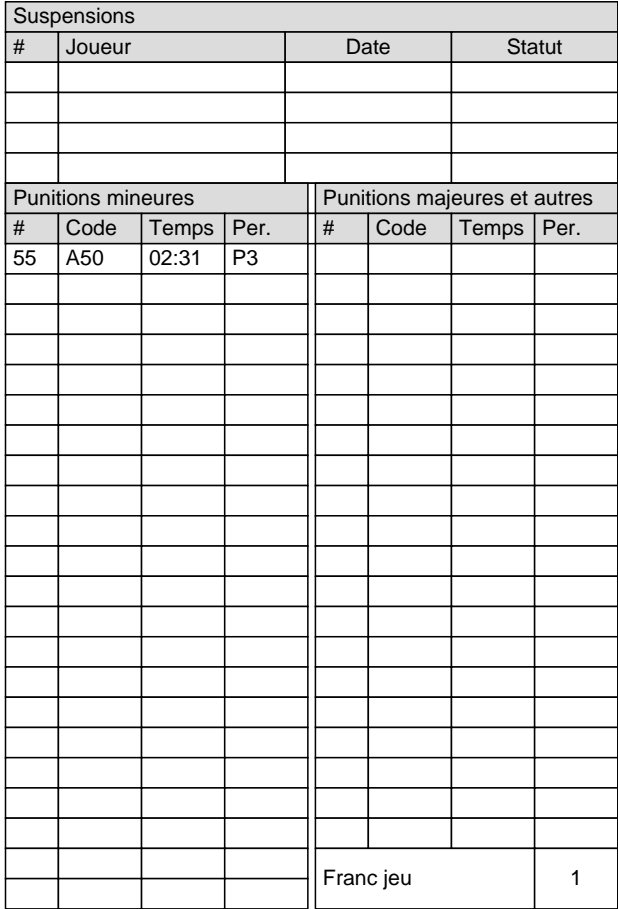 Suspensions
# Joueur Date Statut
Punitions mineures Punitions majeures et autres
# Code Temps Per. # Code Temps Per.
55 A50 02:31 P3
Franc jeu 1